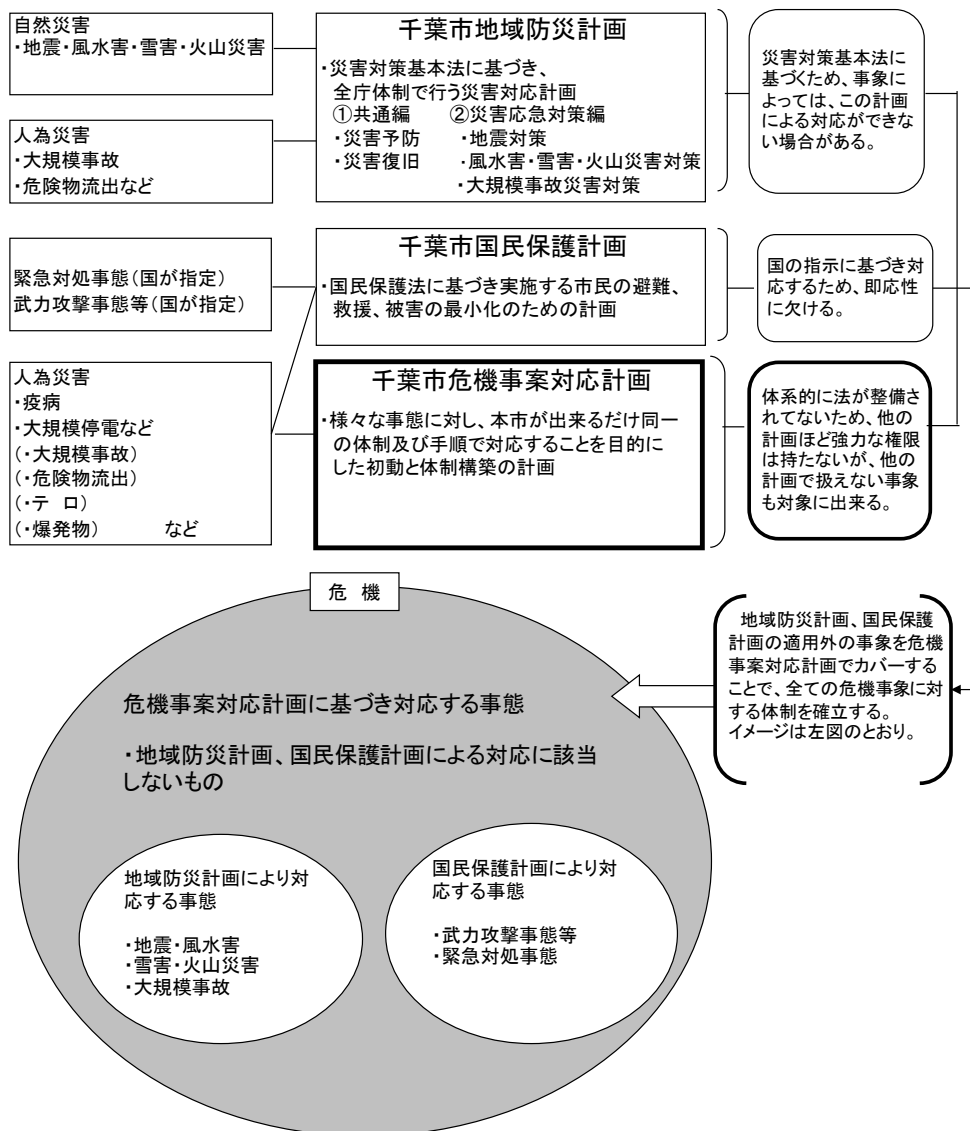 自然災害
・地震・風水害・雪害・火山災害
千葉市地域防災計画
・災害対策基本法に基づき、
全庁体制で行う災害対応計画
①共通編　②災害応急対策編
・災害予防　・地震対策
・災害復旧　・風水害・雪害・火山災害対策
・大規模事故災害対策
災害対策基本法に
基づくため、事象に
よっては、この計画
による対応ができな
い場合がある。
人為災害
・大規模事故
・危険物流出など
緊急対処事態（国が指定）
武力攻撃事態等（国が指定）
千葉市国民保護計画
・国民保護法に基づき実施する市民の避難、
救援、被害の最小化のための計画
国の指示に基づき対
応するため、即応性
に欠ける。
人為災害
・疫病
・大規模停電など
（・大規模事故）
（・危険物流出）
（・テ　ロ）
（・爆発物）　　など
千葉市危機事案対応計画
・様々な事態に対し、本市が出来るだけ同一
の体制及び手順で対応することを目的に
した初動と体制構築の計画
体系的に法が整備
されてないため、他の
計画ほど強力な権限
は持たないが、他の
計画で扱えない事象
も対象に出来る。
危　機
危機事案対応計画に基づき対応する事態
・地域防災計画、国民保護計画による対応に該当
しないもの
地域防災計画、国民保護
計画の適用外の事象を危機
事案対応計画でカバーする
ことで、全ての危機事象に対
する体制を確立する。
イメージは左図のとおり。
地域防災計画により対
応する事態
・地震・風水害
・雪害・火山災害
・大規模事故
国民保護計画により対
応する事態
・武力攻撃事態等
・緊急対処事態